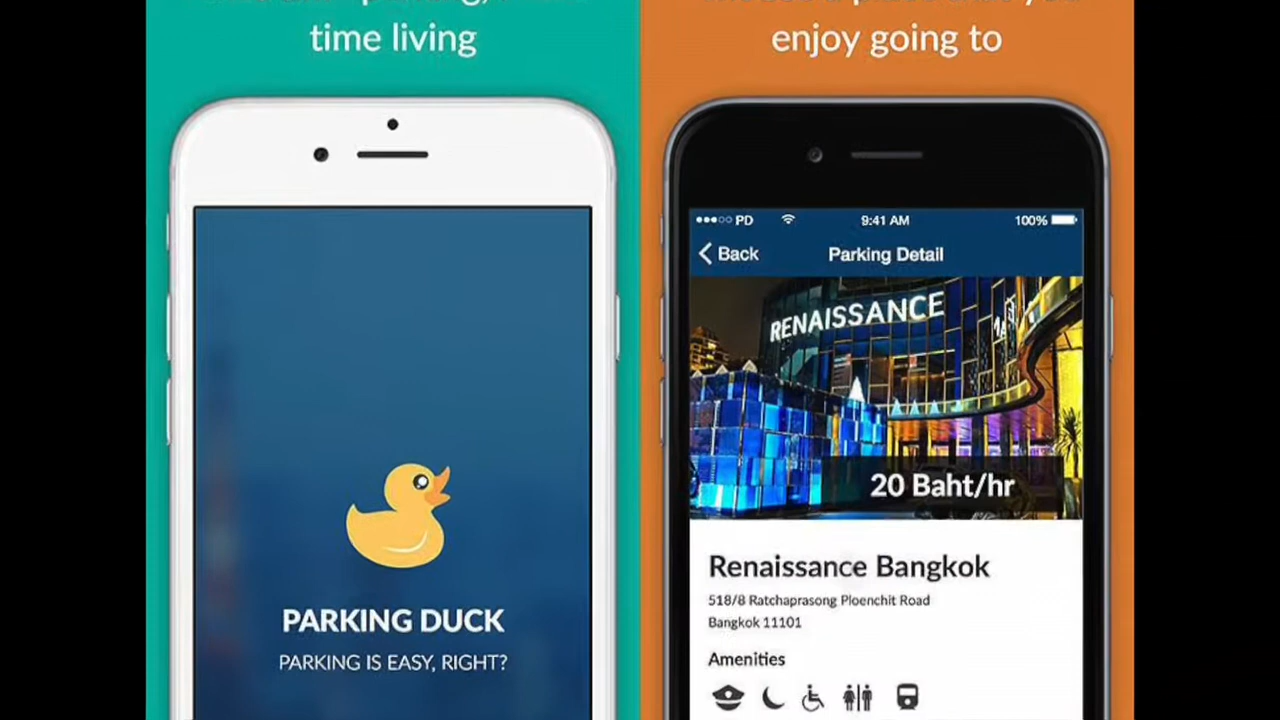 time living
enjoy going to
PD
9:41 AM
100%
Back
Parking Detail
RENAISSANCE
20 Baht/hr
Renaissance Bangkok
518/8 Ratchaprasong Ploenchit Road
Bangkok 11101
Amenities
PARKING DUCK
PARKING IS EASY, RIGHT?